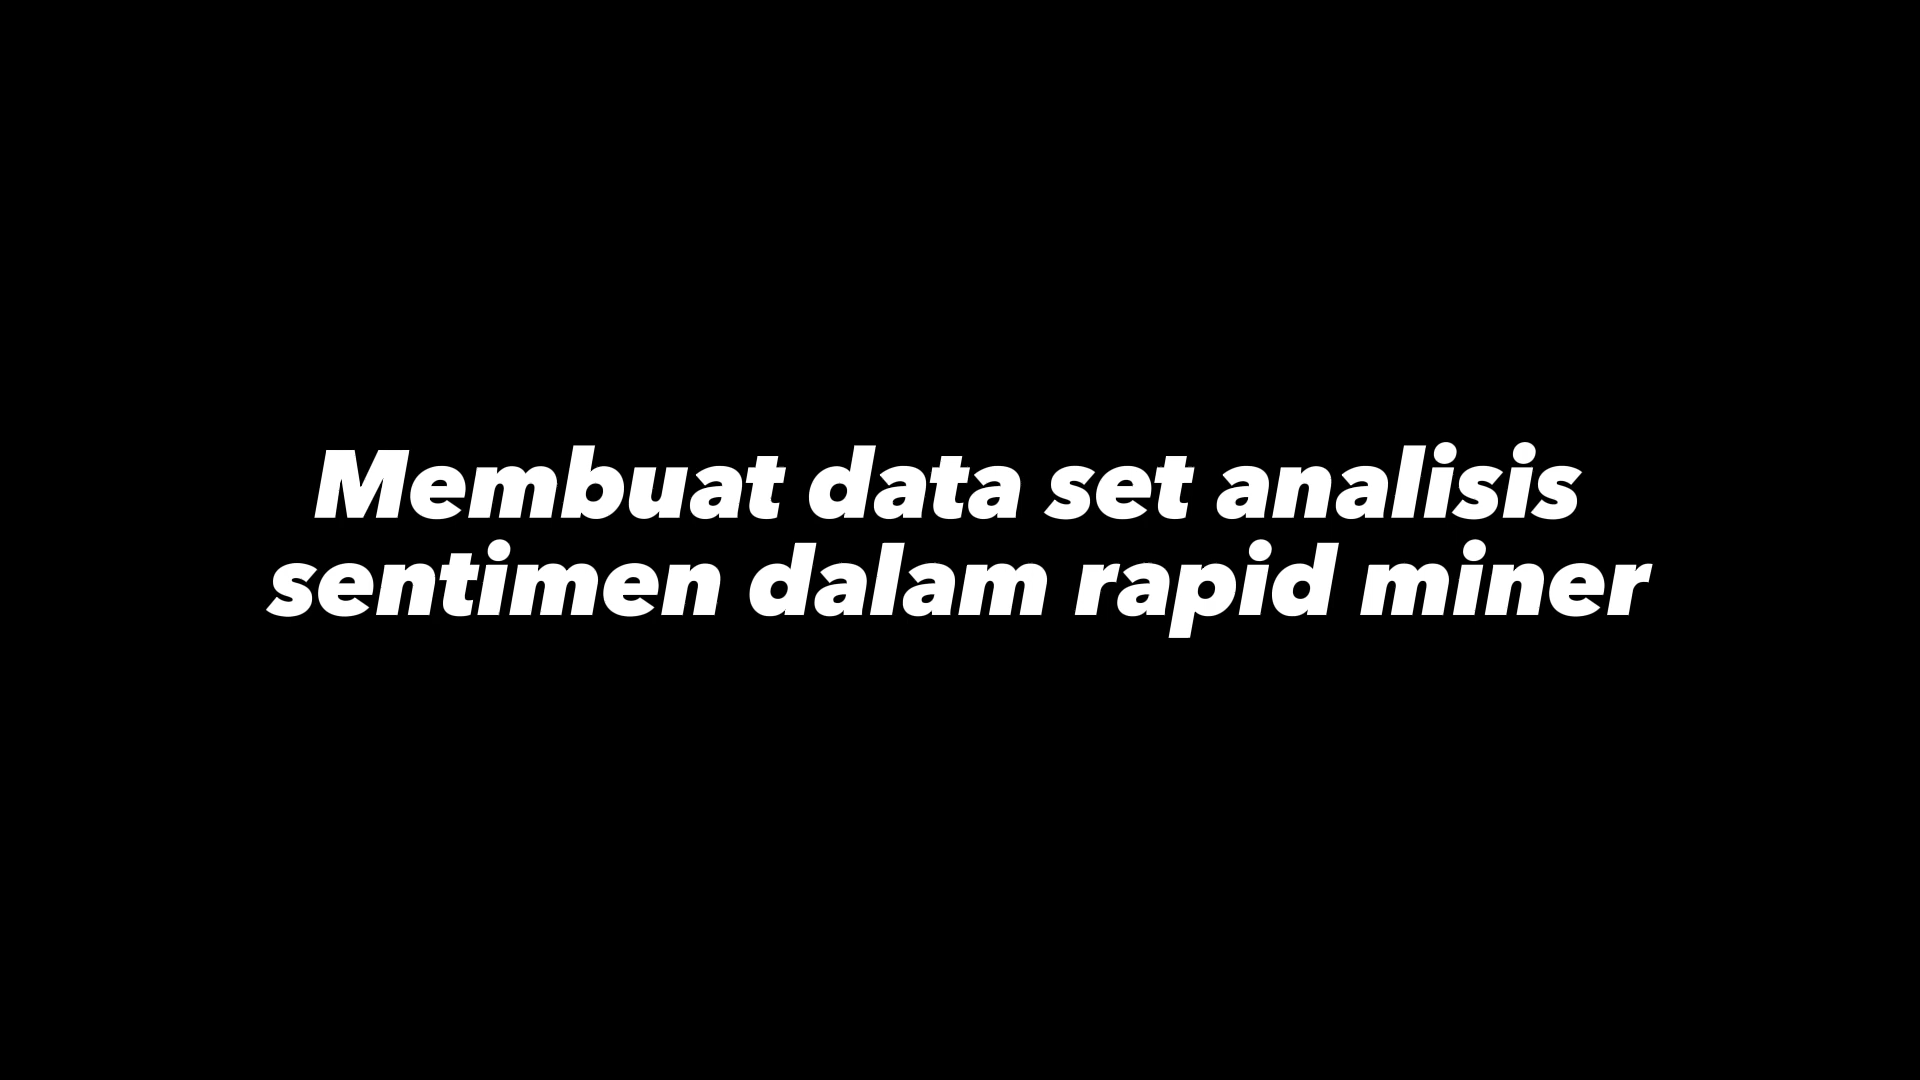 Membuat data set analisis
sentimen dalam rapid miner